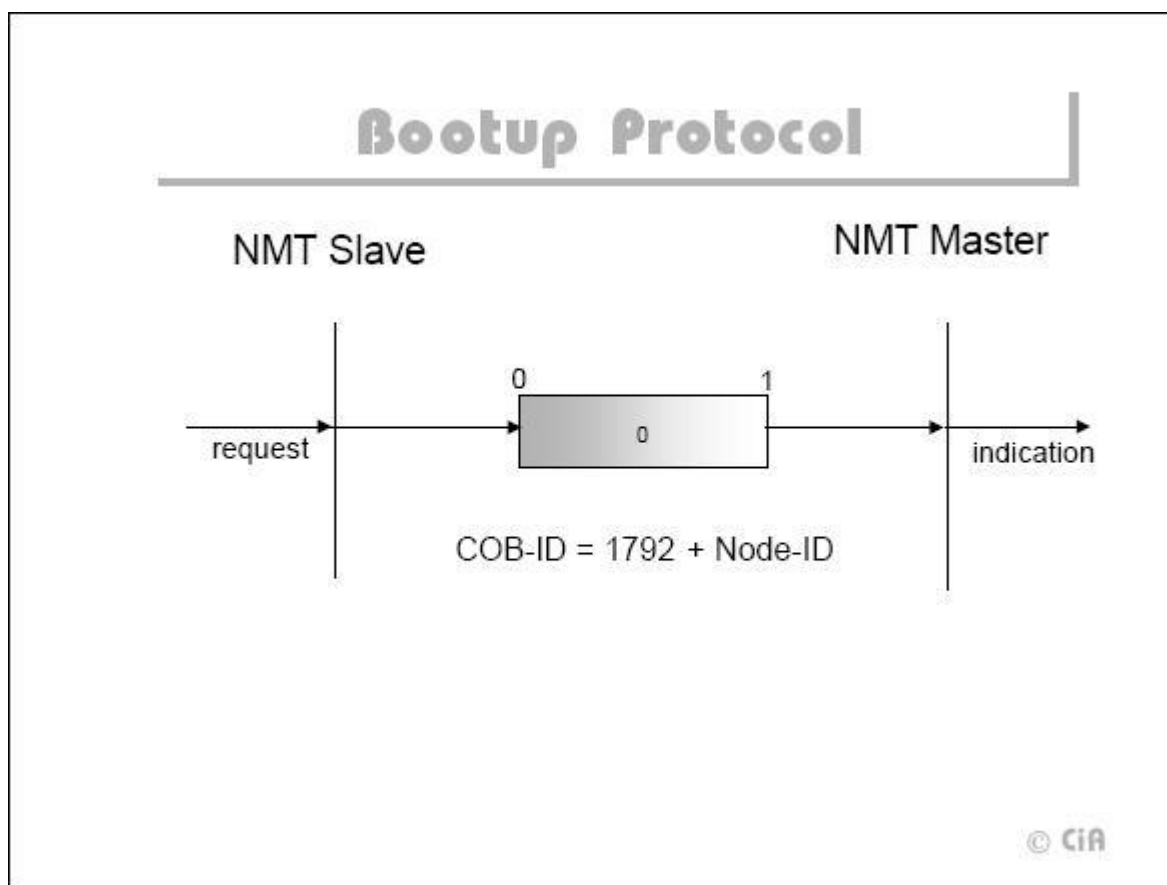 Bootup Protocol
NMT Slave
NMT Master
0
1
request
0
indication
COB-ID = 1792 + Node-ID
© CiA